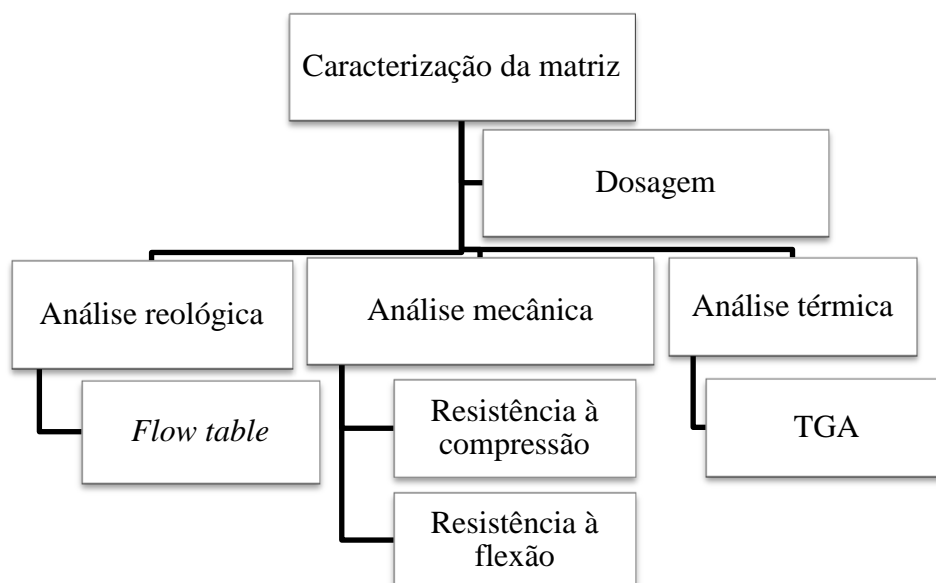 Caracterização da matriz
Dosagem
Análise reológica
Análise mecânica
Análise térmica
Flow table
Resistência à
compressão
TGA
Resistência à
flexão